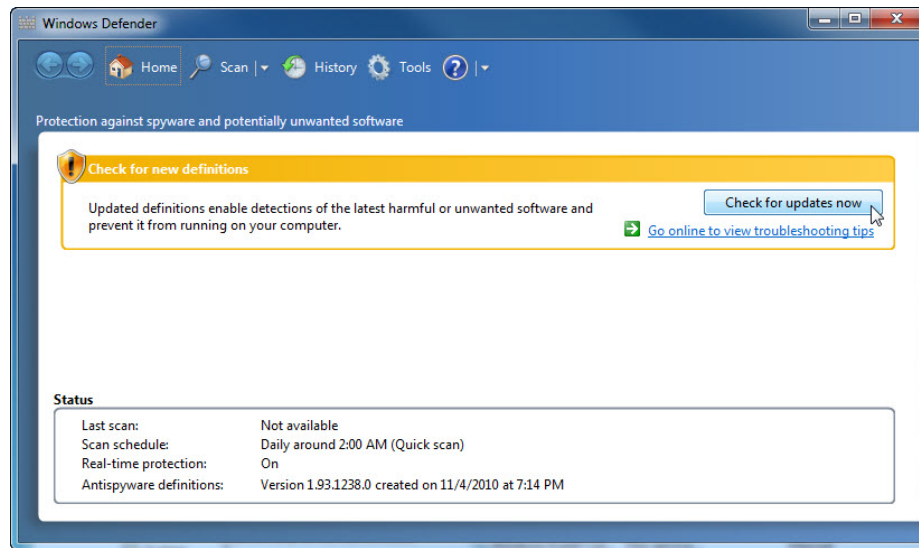 Windows Defender
Home Scan History Tools ?
Protection against spyware and potentially unwanted software
Check for new definitions
Updated definitions enable detections of the latest harmful or unwanted software and
prevent it from running on your computer.
Check for updates now
Go online to view troubleshooting tips
Status
Last scan: Not available
Scan schedule: Daily around 2:00 AM (Quick scan)
Real-time protection: On
Antispyware definitions: Version 1.93.1238.0 created on 11/4/2010 at 7:14 PM